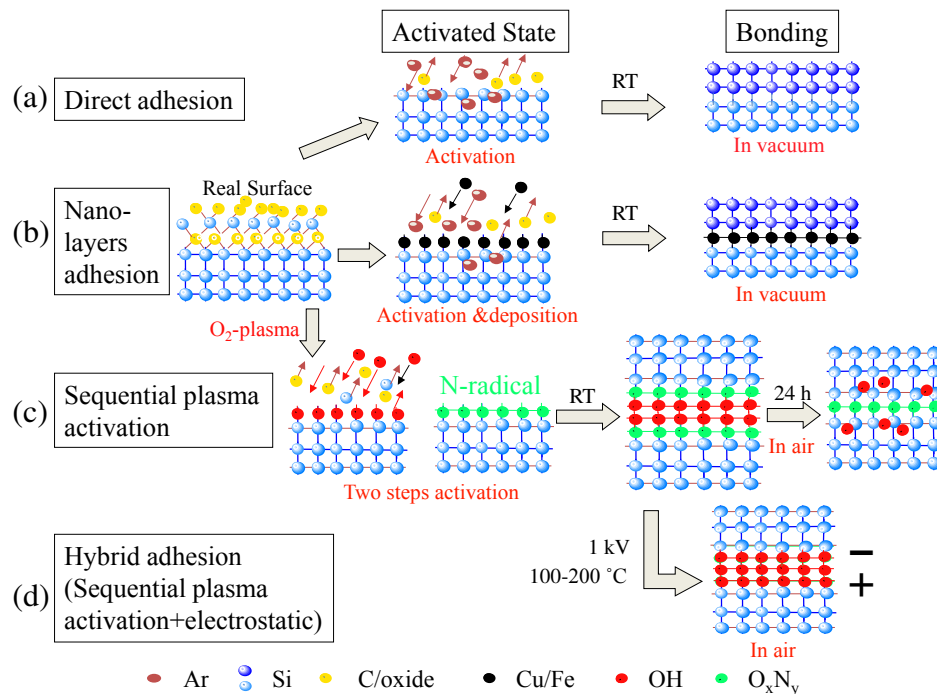 Activated State
Bonding
(a)
Direct adhesion
RT
Activation
In vacuum
Real Surface
(b)
Nano-
layers
adhesion
RT
Activation &deposition
In vacuum
O₂-plasma
(c)
Sequential plasma
activation
N-radical
RT
24 h
In air
Two steps activation
(d)
Hybrid adhesion
(Sequential plasma
activation+electrostatic)
1 kV
100-200 ˚C
−
+
In air
Ar Si C/oxide Cu/Fe OH OₓNᵧ